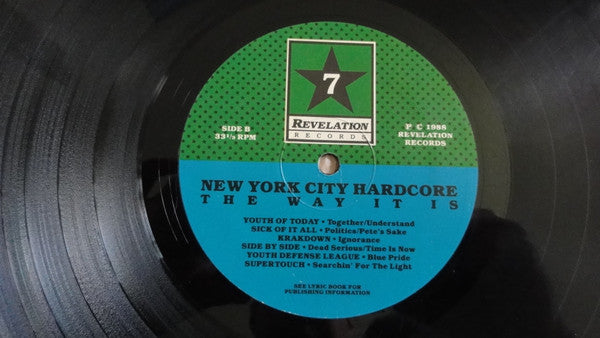 7
REVELATION
RECORDS
SIDE B
33 1/3 RPM
P C 1988
REVELATION
RECORDS
NEW YORK CITY HARDCORE
THE WAY IT IS
YOUTH OF TODAY • Together/Understand
SICK OF IT ALL • Politics/Pete's Sake
KRAKDOWN • Ignorance
SIDE BY SIDE • Dead Serious/Time Is Now
YOUTH DEFENSE LEAGUE • Blue Pride
SUPERTOUCH • Searchin' For The Light
SEE LYRIC BOOK FOR
PUBLISHING INFORMATION